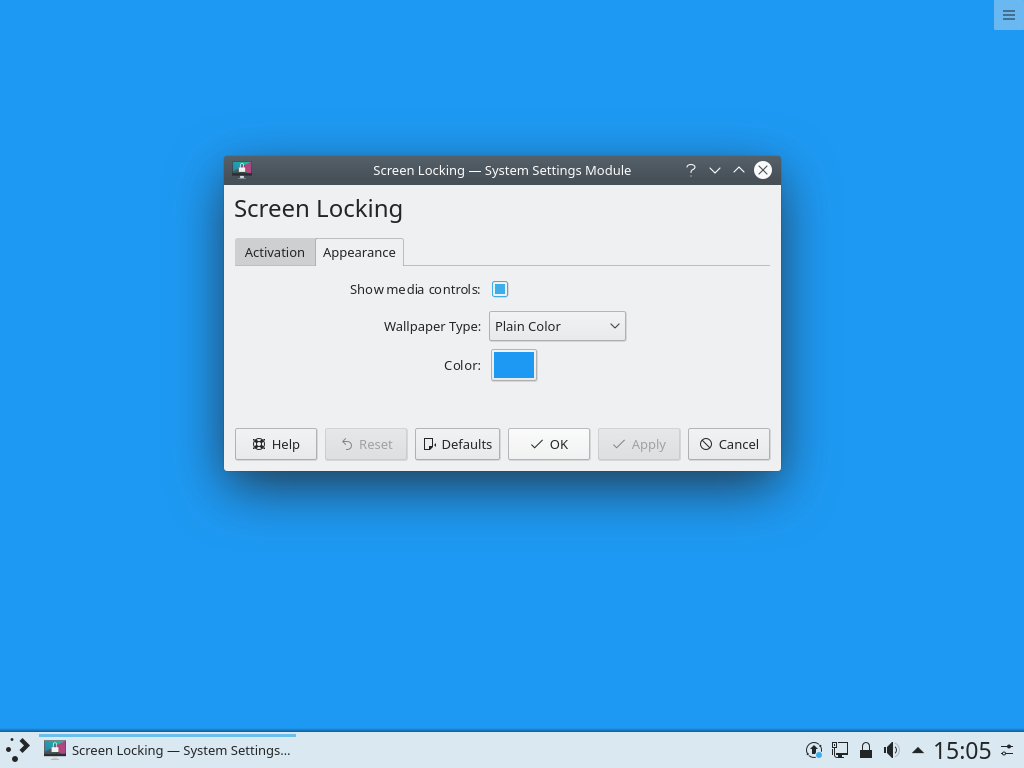 Screen Locking — System Settings Module
Screen Locking
Activation
Appearance
Show media controls:
Wallpaper Type:
Plain Color
Color:
Help
Reset
Defaults
OK
Apply
Cancel
Screen Locking — System Settings...
15:05